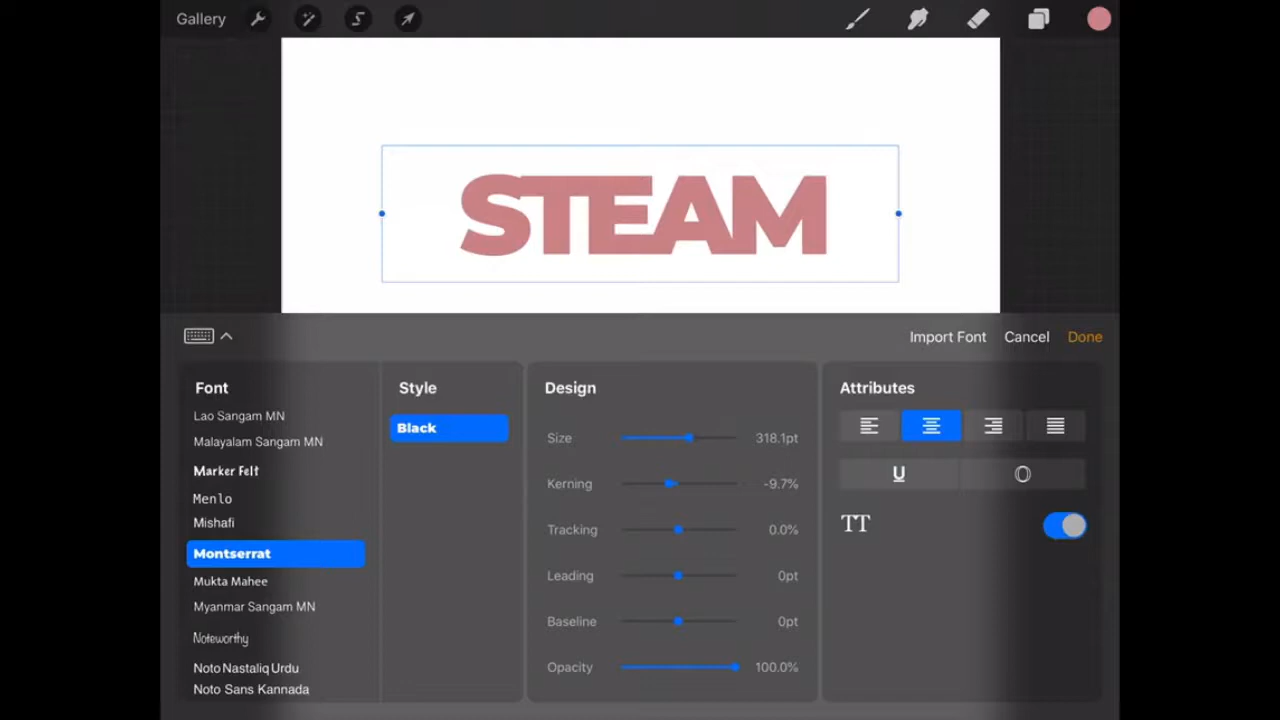 Gallery
STEAM
Import Font Cancel Done
Font
Lao Sangam MN
Malayalam Sangam MN
Marker Felt
Menlo
Mishafi
Montserrat
Mukta Mahee
Myanmar Sangam MN
Noteworthy
Noto Nastaliq Urdu
Noto Sans Kannada
Style
Black
Design
Size 318.1pt
Kerning -9.7%
Tracking 0.0%
Leading 0pt
Baseline 0pt
Opacity 100.0%
Attributes
U O
TT